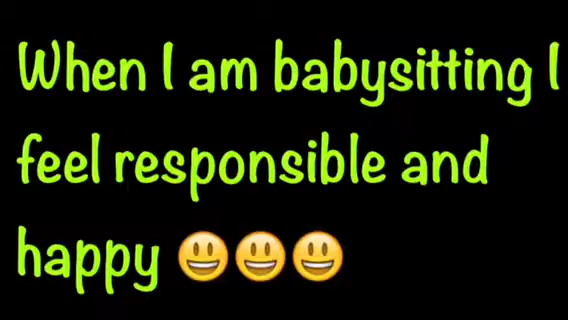 When I am babysitting I
feel responsible and
happy 😃😃😃